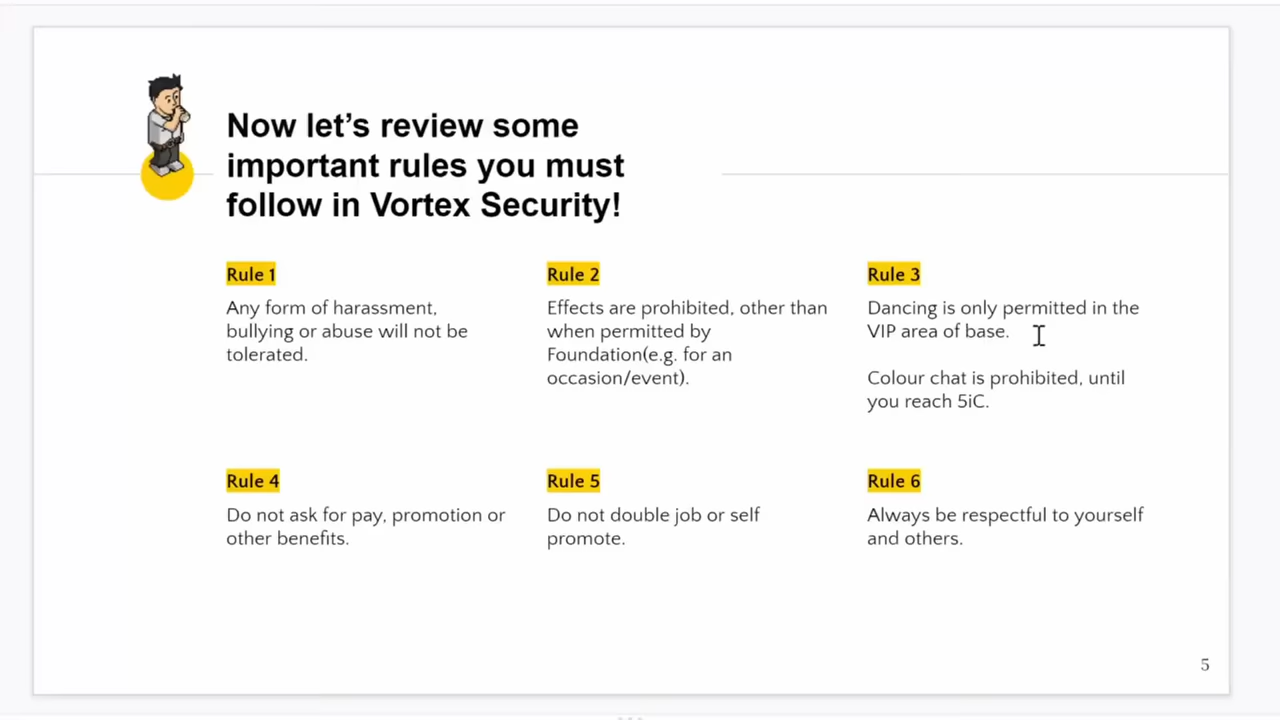 Now let's review some
important rules you must
follow in Vortex Security!
Rule 1
Any form of harassment,
bullying or abuse will not be
tolerated.
Rule 2
Effects are prohibited, other than
when permitted by
Foundation(e.g. for an
occasion/event).
Rule 3
Dancing is only permitted in the
VIP area of base.
Colour chat is prohibited, until
you reach 5iC.
Rule 4
Do not ask for pay, promotion or
other benefits.
Rule 5
Do not double job or self
promote.
Rule 6
Always be respectful to yourself
and others.
5